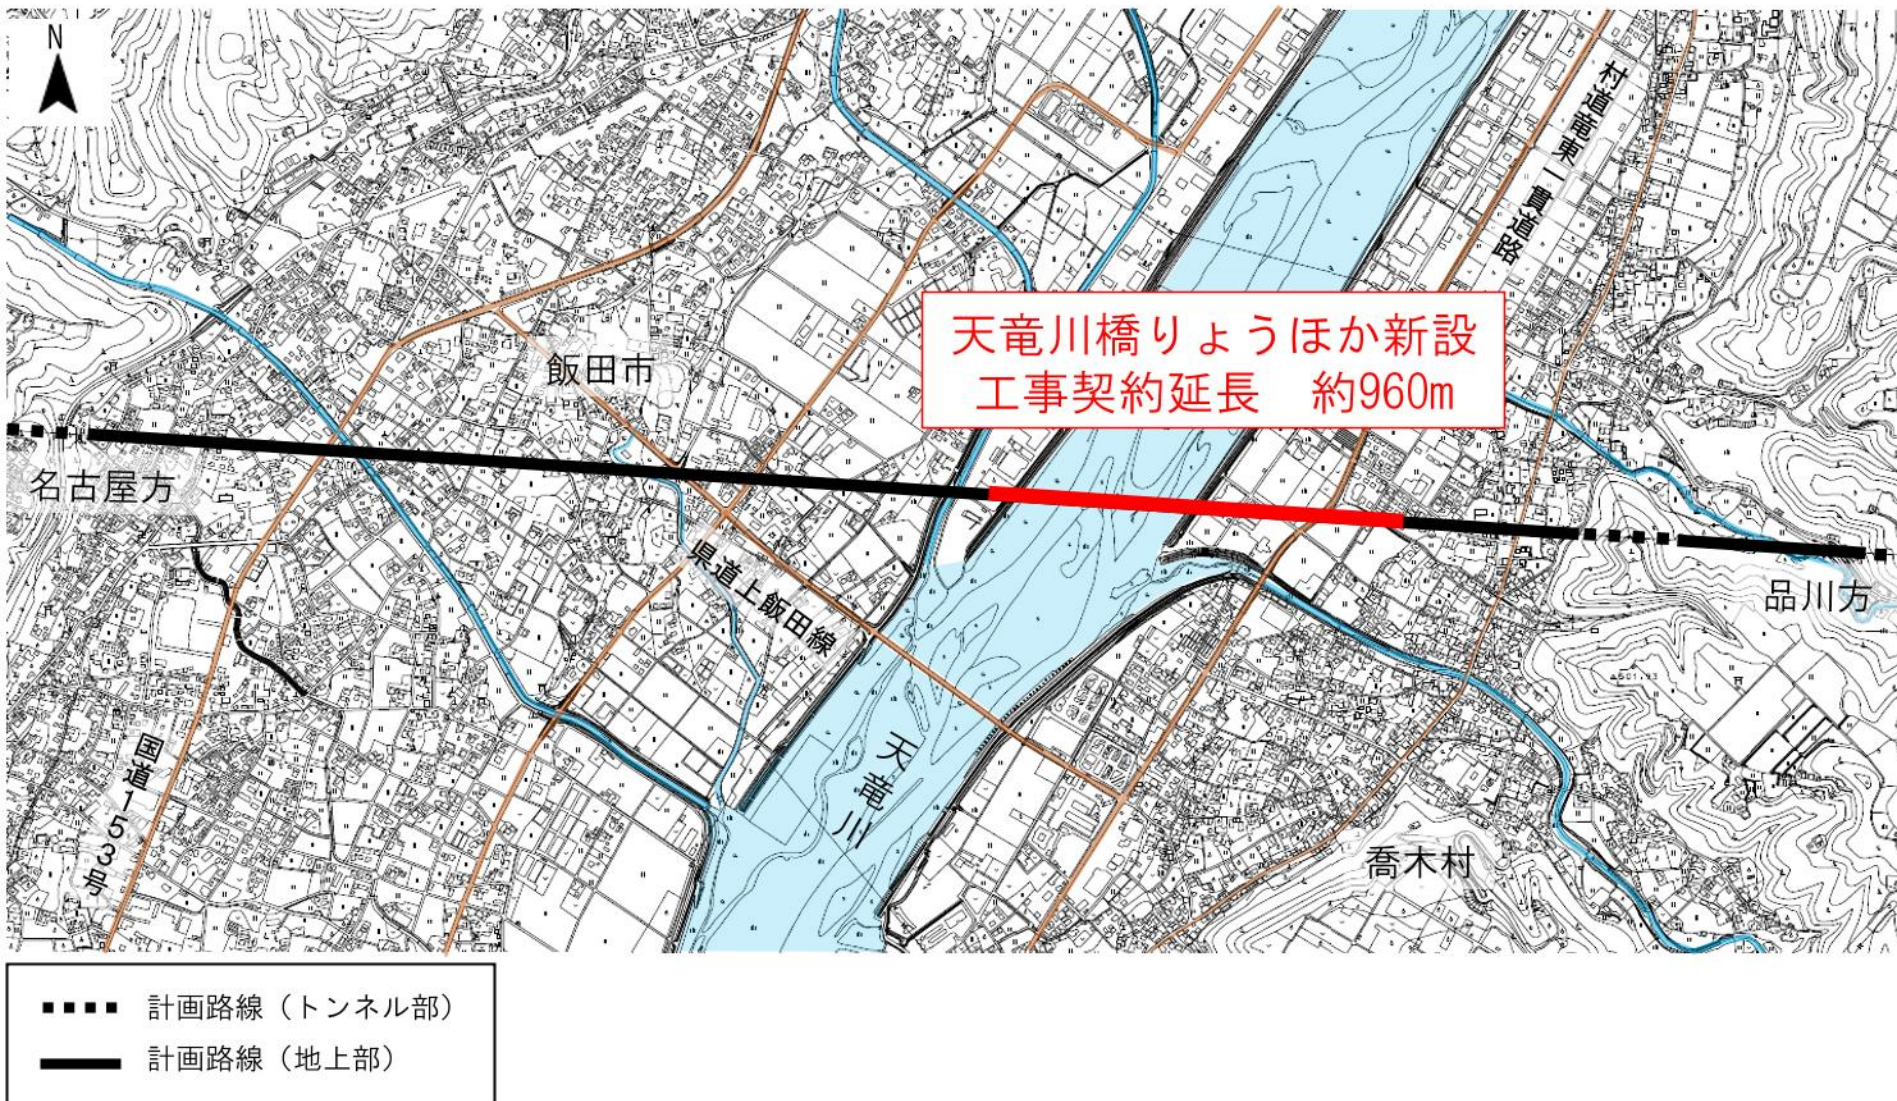 N
村道竜東一貫道路
天竜川橋りょうほか新設
工事契約延長 約960m
飯田市
名古屋方
県道上飯田線
品川方
国道153号
天竜川
喬木村
計画路線（トンネル部）
計画路線（地上部）